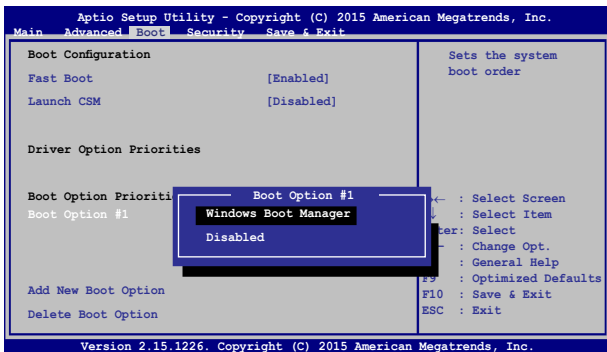 Aptio Setup Utility - Copyright (C) 2015 American Megatrends, Inc.
Main Advanced Boot Security Save & Exit
Boot Configuration
Fast Boot [Enabled]
Launch CSM [Disabled]
Driver Option Priorities
Boot Option Prioriti
Boot Option #1
Add New Boot Option
Delete Boot Option
Boot Option #1
Windows Boot Manager
Disabled
Sets the system
boot order
← : Select Screen
: Select Item
ter: Select
: Change Opt.
: General Help
F9 : Optimized Defaults
F10 : Save & Exit
ESC : Exit
Version 2.15.1226. Copyright (C) 2015 American Megatrends, Inc.